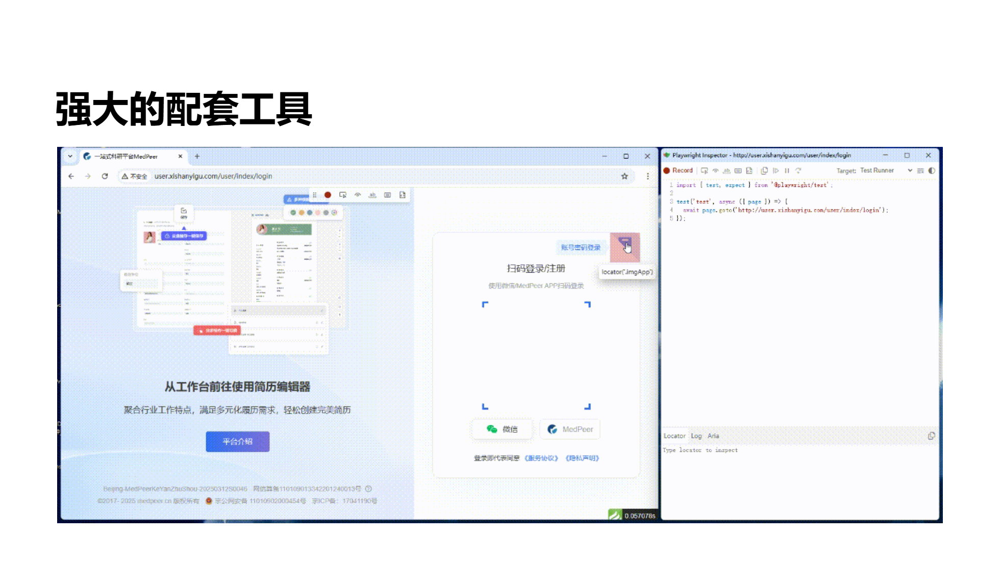 强大的配套工具
一站式科研平台MedPeer
不安全
user.xishanyigu.com/user/index/login
保存
云端储存一键保存
硕士
从工作台前往使用简历编辑器
聚合行业工作特点，满足多元化履历需求，轻松创建完美简历
平台介绍
Beijing-MedPeerKeYanZhuShou-20250312S0046 网信算备110109013342201240013号
©2017- 2025 medpeer.cn 版权所有 京公网安备 11010902000454号 京ICP备：17041190号
账号密码登录
扫码登录/注册
locator('.imgApp')
使用微信/MedPeer APP扫码登录
微信
MedPeer
登录即代表同意《服务协议》《隐私声明》
0.057078s
Playwright Inspector - http://user.xishanyigu.com/user/index/login
Record
Target: Test Runner
1 import { test, expect } from '@playwright/test';
2
3 test('test', async ({ page }) => {
4 await page.goto('http://user.xishanyigu.com/user/index/login');
5 });
Locator Log Aria
Type locator to inspect